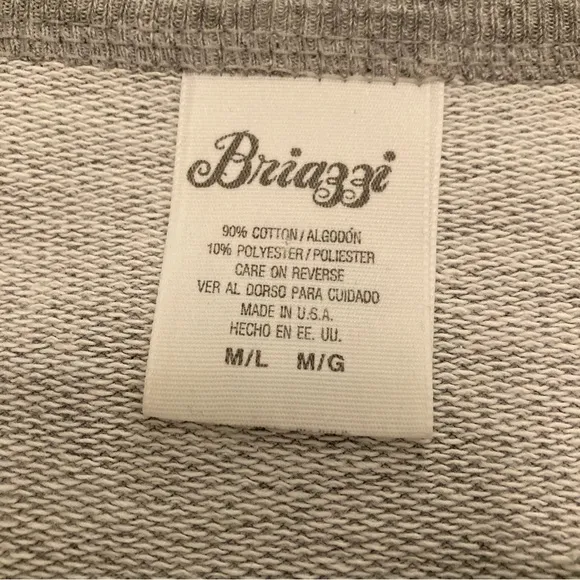 Briazzi
90% COTTON/ALGODÓN
10% POLYESTER/POLIESTER
CARE ON REVERSE
VER AL DORSO PARA CUIDADO
MADE IN U.S.A.
HECHO EN EE. UU.
M/L M/G